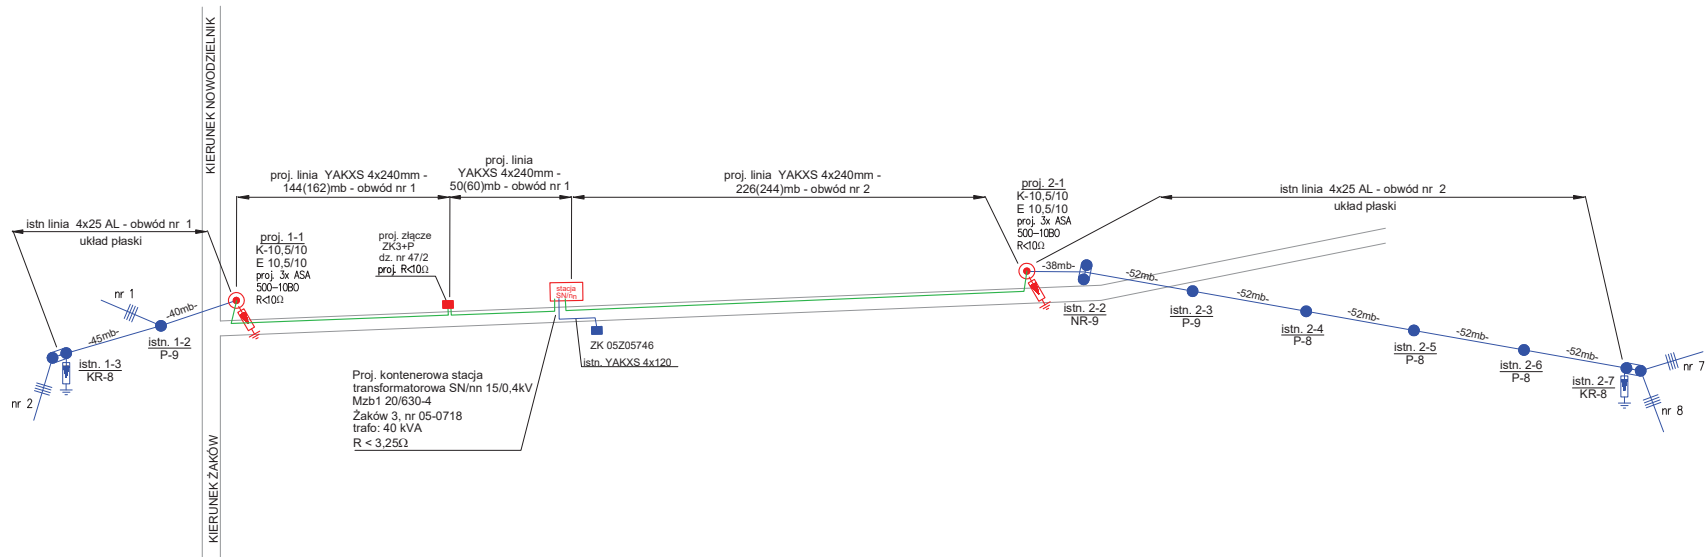 KIERUNEK NOWODZIELNIK
KIERUNEK ŻAKÓW
istn linia 4x25 AL - obwód nr 1
układ płaski
nr 1
-40mb-
-45mb-
istn. 1-2
P-9
istn. 1-3
KR-8
nr 2
proj. linia YAKXS 4x240mm -
144(162)mb - obwód nr 1
proj. 1-1
K-10,5/10
E 10,5/10
proj. 3x ASA
500-10BO
R<10Ω
proj. złącze
ZK3+P
dz. nr 47/2
proj. R<10Ω
proj. linia
YAKXS 4x240mm -
50(60)mb - obwód nr 1
stacja
SN/nn
ZK 05Z05746
istn. YAKXS 4x120
Proj. kontenerowa stacja
transformatorowa SN/nn 15/0,4kV
Mzb1 20/630-4
Żaków 3, nr 05-0718
trafo: 40 kVA
R < 3,25Ω
proj. linia YAKXS 4x240mm -
226(244)mb - obwód nr 2
proj. 2-1
K-10,5/10
E 10,5/10
proj. 3x ASA
500-10BO
R<10Ω
istn linia 4x25 AL - obwód nr 2
układ płaski
-38mb-
istn. 2-2
NR-9
-52mb-
istn. 2-3
P-9
-52mb-
istn. 2-4
P-8
-52mb-
istn. 2-5
P-8
-52mb-
istn. 2-6
P-8
-52mb-
istn. 2-7
KR-8
nr 7
nr 8